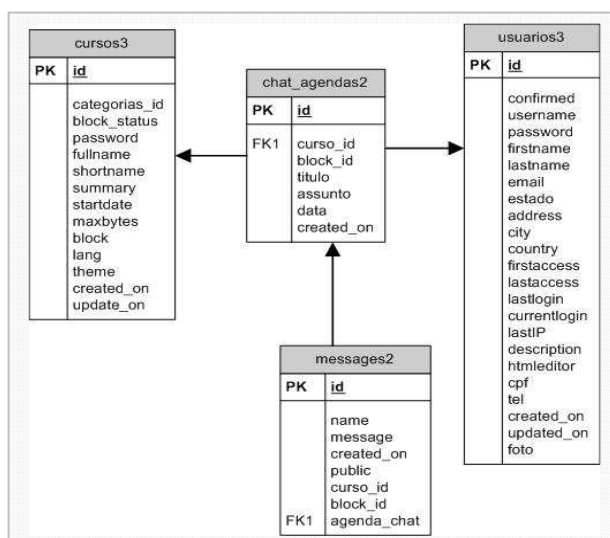 cursos3
PK id
categorias_id
block_status
password
fullname
shortname
summary
startdate
maxbytes
block
lang
theme
created_on
update_on
chat_agendas2
PK id
FK1 curso_id
block_id
titulo
assunto
data
created_on
usuarios3
PK id
confirmed
username
password
firstname
lastname
email
estado
address
city
country
firstaccess
lastaccess
lastlogin
currentlogin
lastIP
description
htmleditor
cpf
tel
created_on
updated_on
foto
messages2
PK id
name
message
created_on
public
curso_id
block_id
FK1 agenda_chat